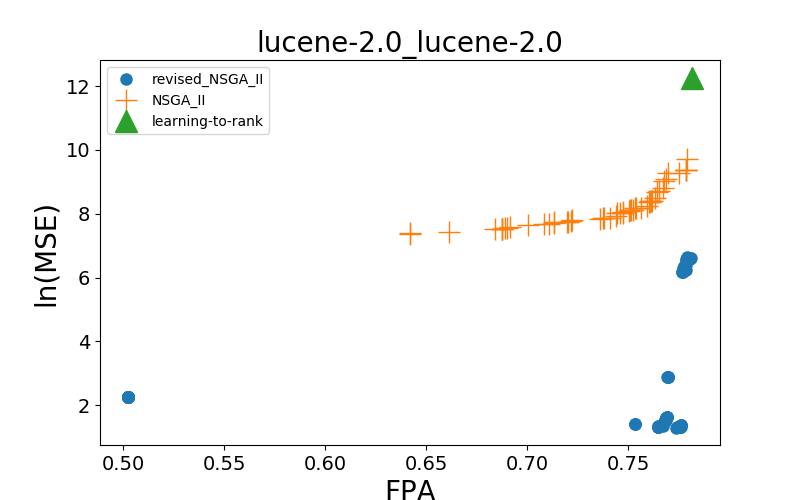 lucene-2.0_lucene-2.0
revised_NSGA_II
NSGA_II
learning-to-rank
12
10
8
6
4
2
ln(MSE)
0.50 0.55 0.60 0.65 0.70 0.75
FPA